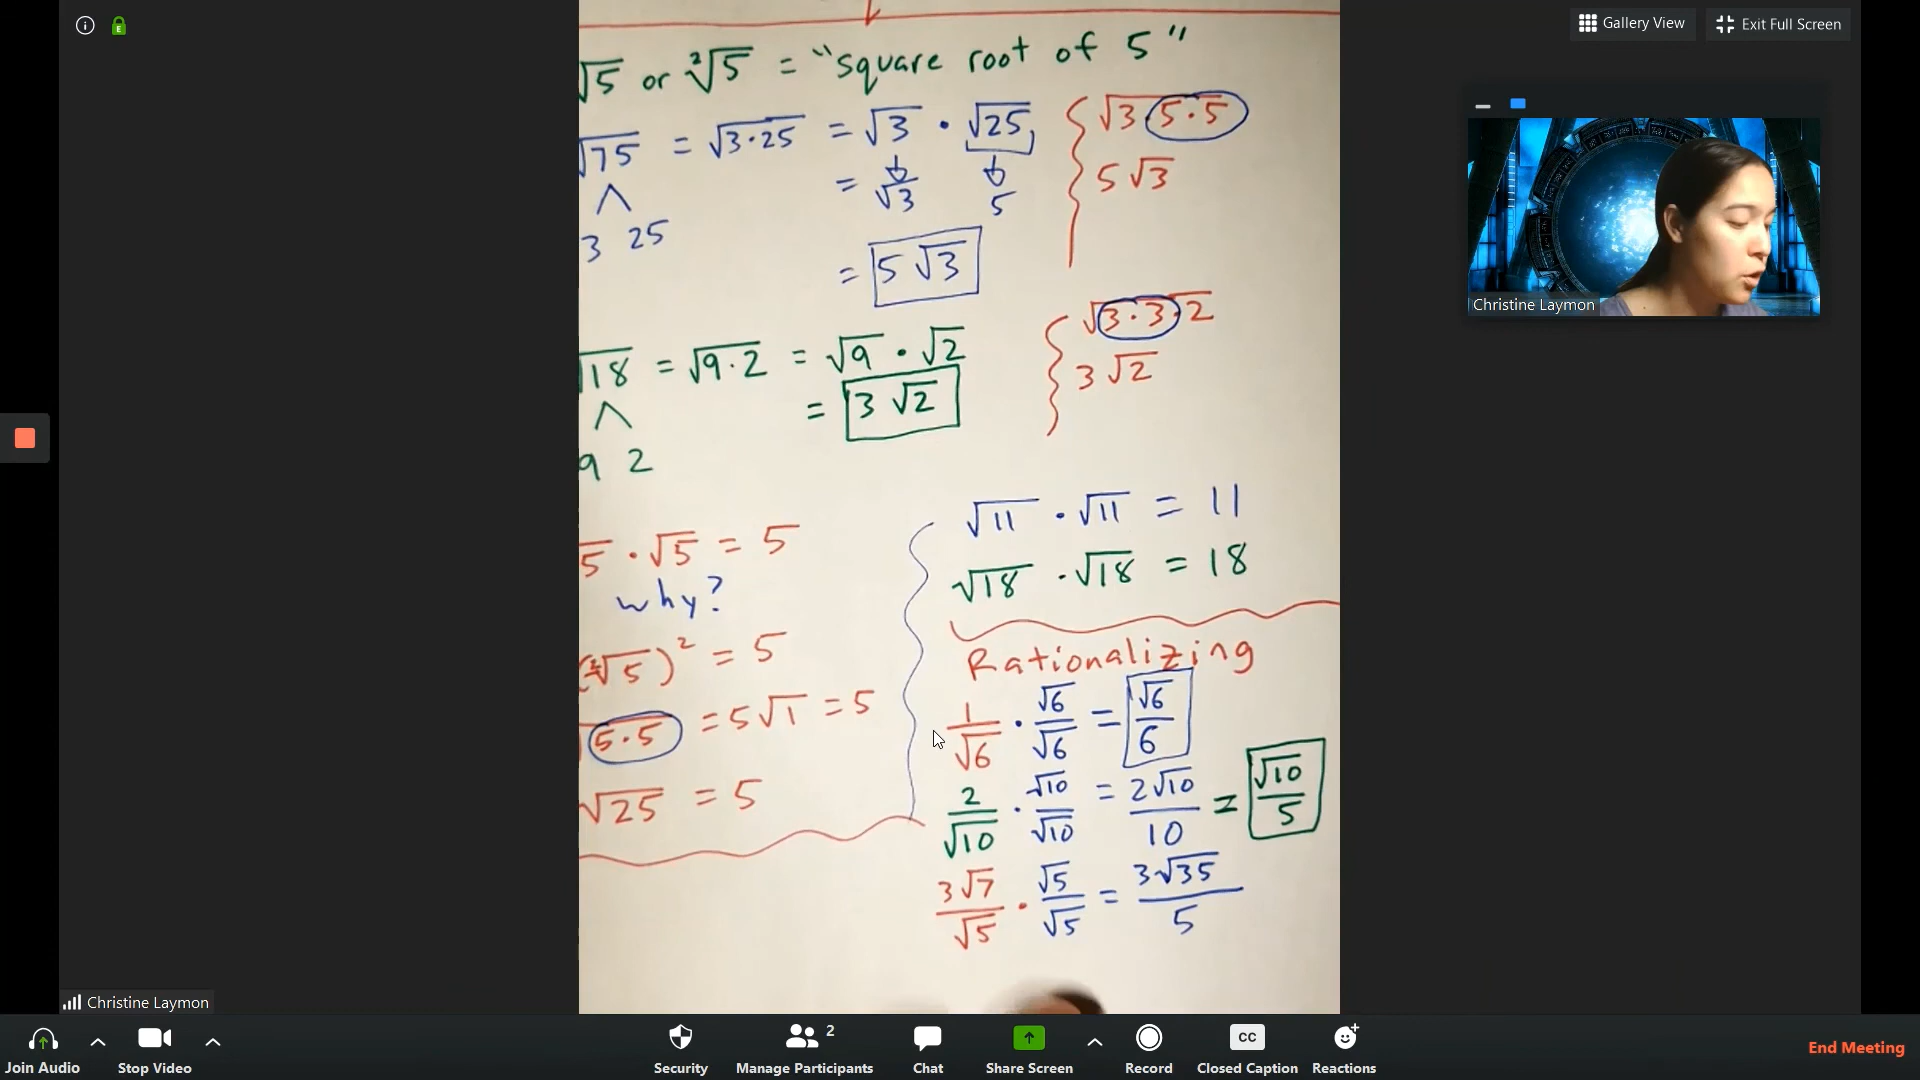 Gallery View
Exit Full Screen
√5 or ²√5 = "square root of 5"
√75 = √3·25 = √3 · √25
= √3 5
3 25
= 5√3
√3·5·5
5√3
√18 = √9·2 = √9 · √2
= 3√2
9 2
√3·3·2
3√2
√5 · √5 = 5
why?
(²√5)² = 5
√5·5 = 5√1 = 5
√25 = 5
√11 · √11 = 11
√18 · √18 = 18
Rationalizing
1/√6 · √6/√6 = √6/6
2/√10 · √10/√10 = 2√10/10 = √10/5
3√7/√5 · √5/√5 = 3√35/5
Christine Laymon
Christine Laymon
Join Audio
Stop Video
Security
2
Manage Participants
Chat
Share Screen
Record
CC
Closed Caption
Reactions
End Meeting